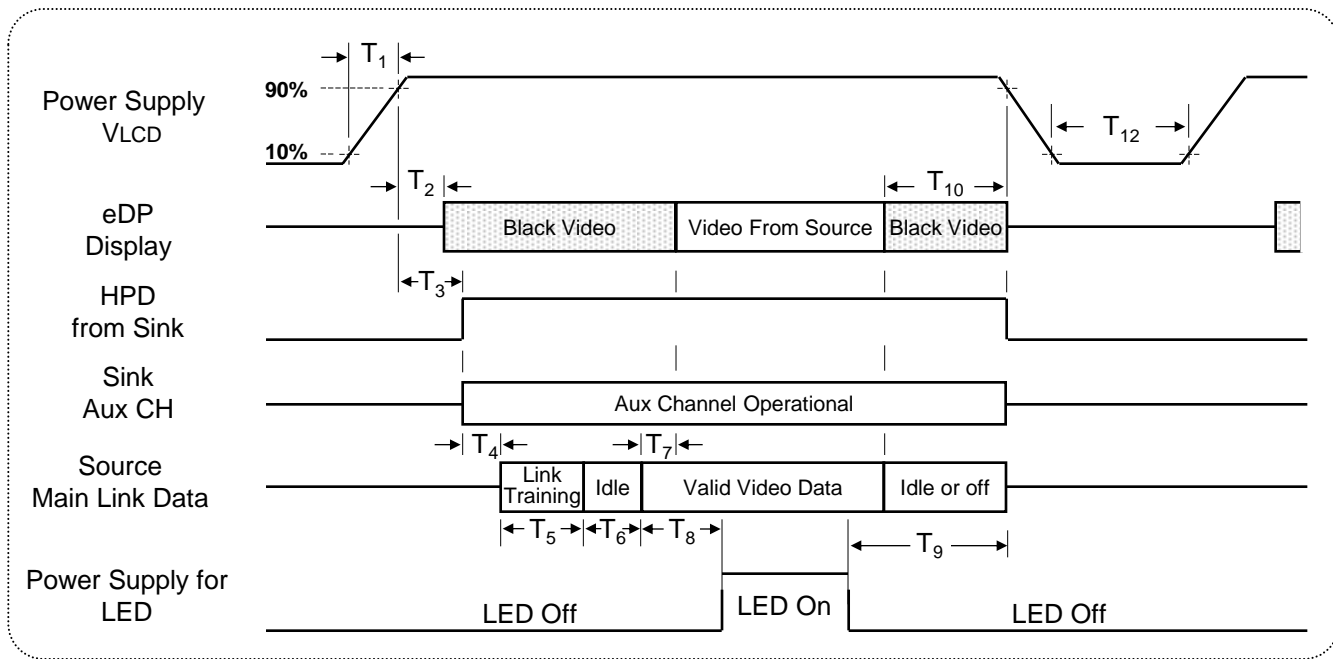 T1
90%
Power Supply
VLCD
T12
10%
T2
T10
eDP
Display
Black Video
Video From Source
Black Video
T3
HPD
from Sink
Sink
Aux CH
Aux Channel Operational
T4
T7
Source
Main Link Data
Link
Training
Idle
Valid Video Data
Idle or off
T5
T6
T8
T9
Power Supply for
LED
LED Off
LED On
LED Off